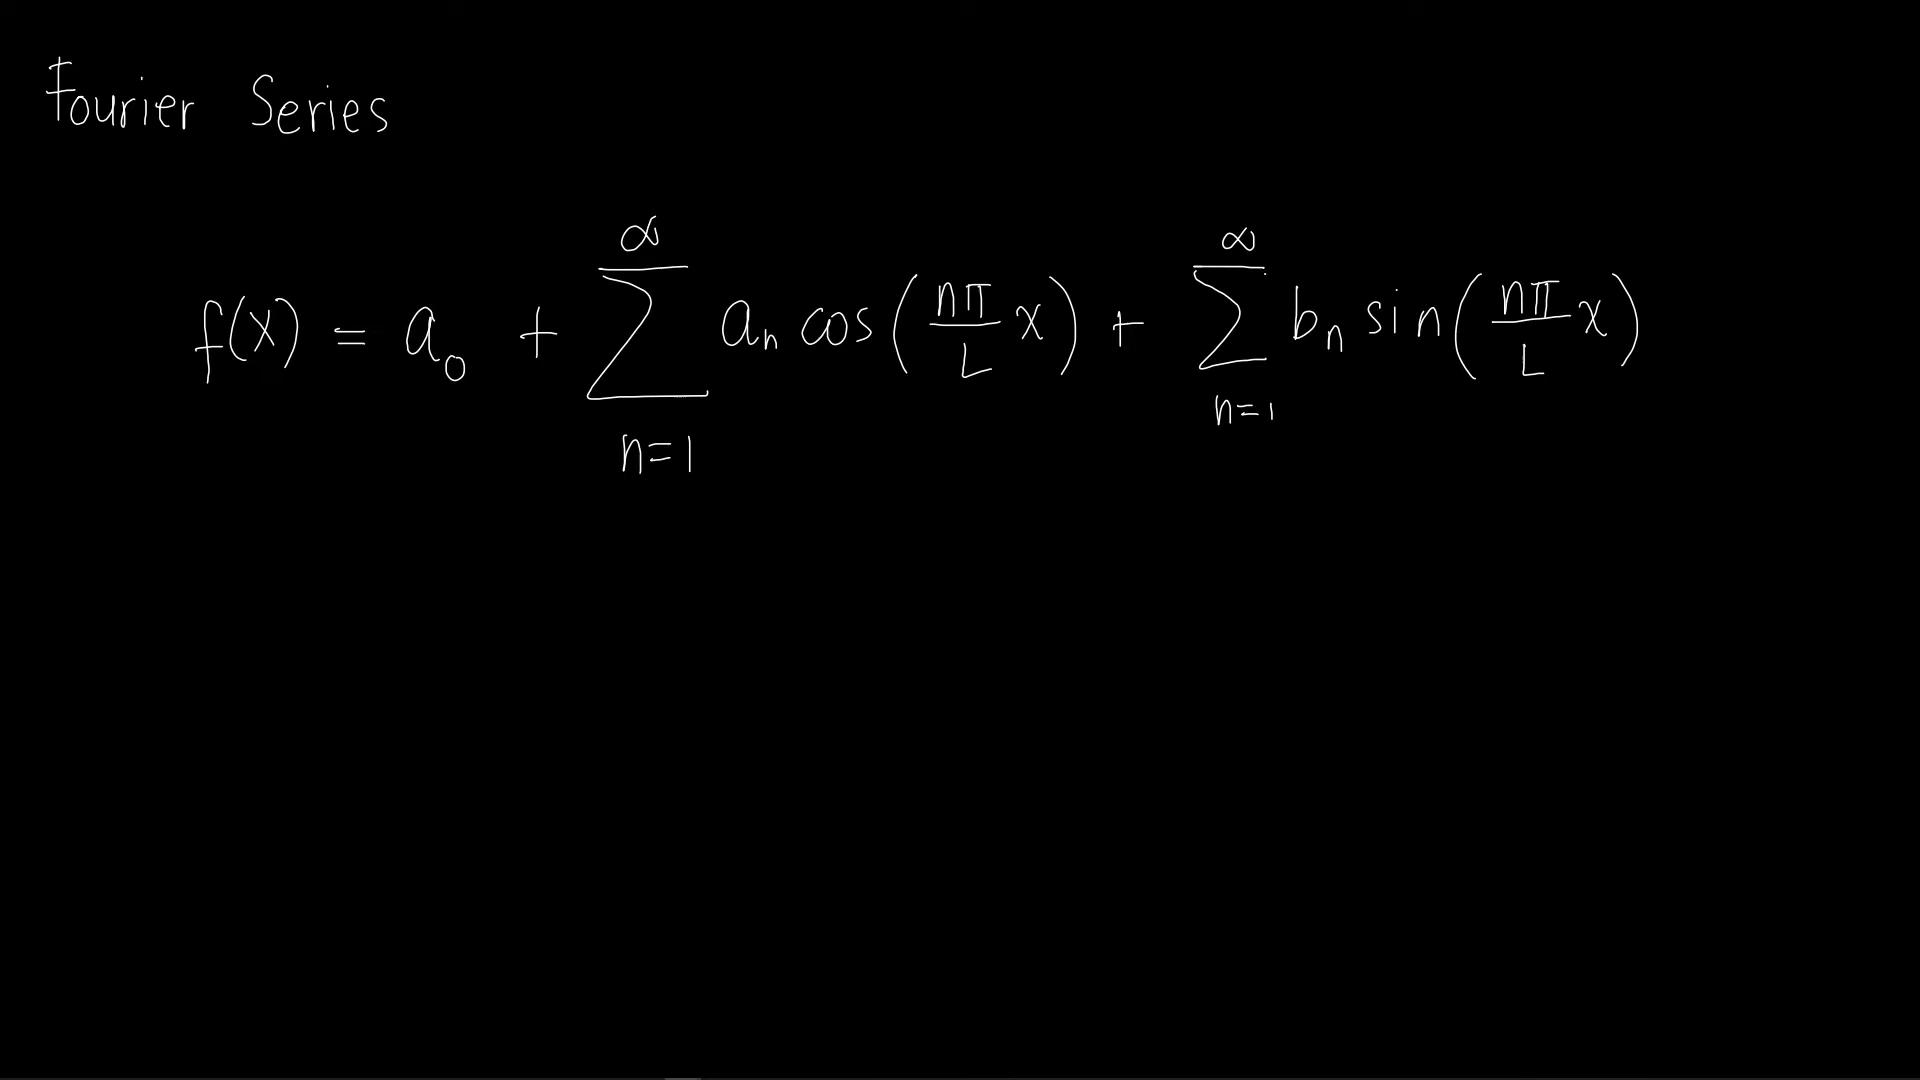 Fourier Series
f(x) = a₀ + ∑_{n=1}^{∞} aₙ cos(nπ/L x) + ∑_{n=1}^{∞} bₙ sin(nπ/L x)